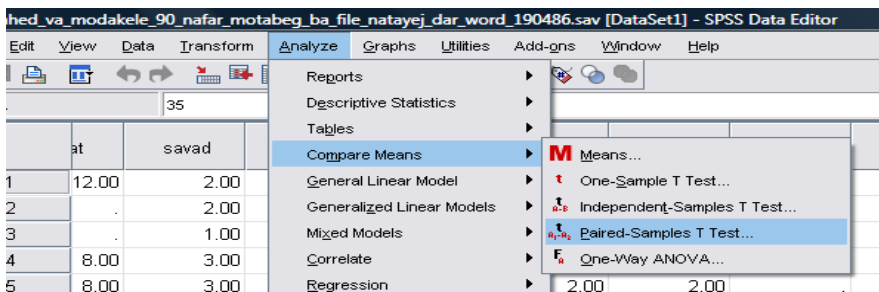 hed_va_modakele_90_nafar_motabeg_ba_file_natayej_dar_word_190486.sav [DataSet1] - SPSS Data Editor
Edit View Data Transform Analyze Graphs Utilities Add-ons Window Help
35
Reports
Descriptive Statistics
Tables
at savad Compare Means M Means...
1 12.00 2.00 General Linear Model t One-Sample T Test...
2 . 2.00 Generalized Linear Models Independent-Samples T Test...
3 . 1.00 Mixed Models Paired-Samples T Test...
4 8.00 3.00 Correlate One-Way ANOVA...
5 8.00 3.00 Regression 2.00 2.00 .